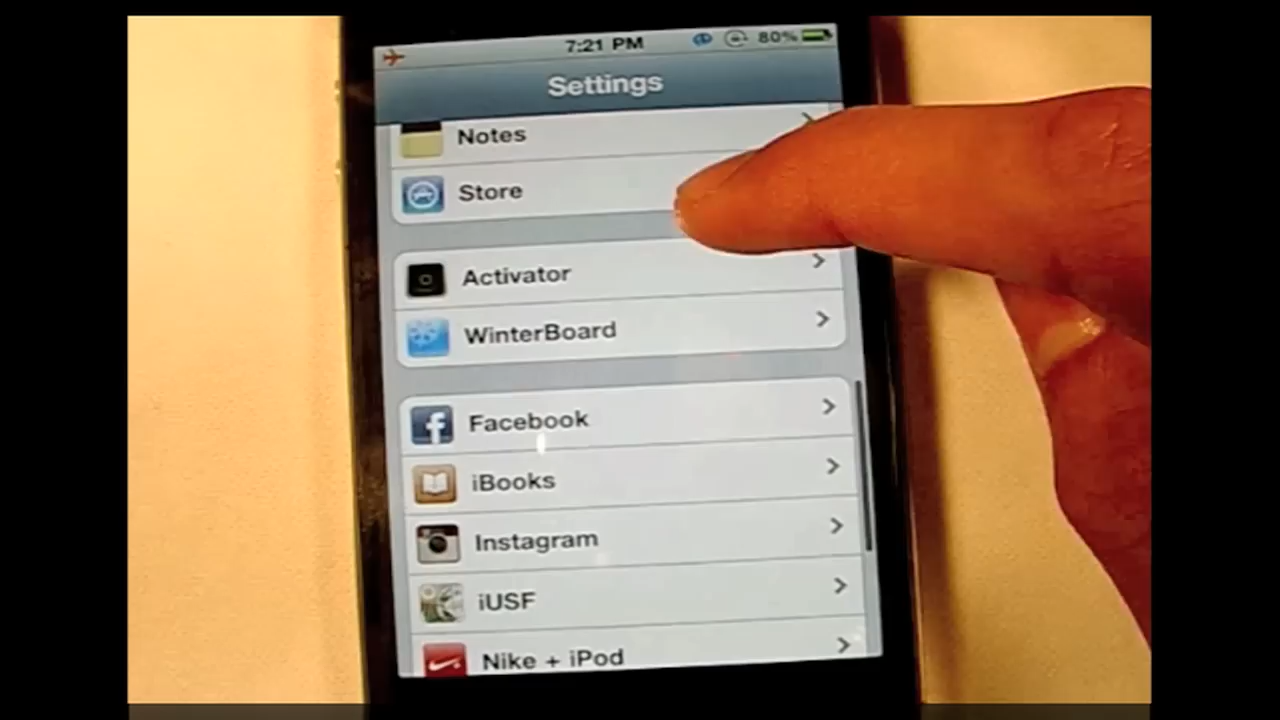 7:21 PM 80%
Settings
Notes
Store
Activator
WinterBoard
Facebook
iBooks
Instagram
iUSF
Nike + iPod